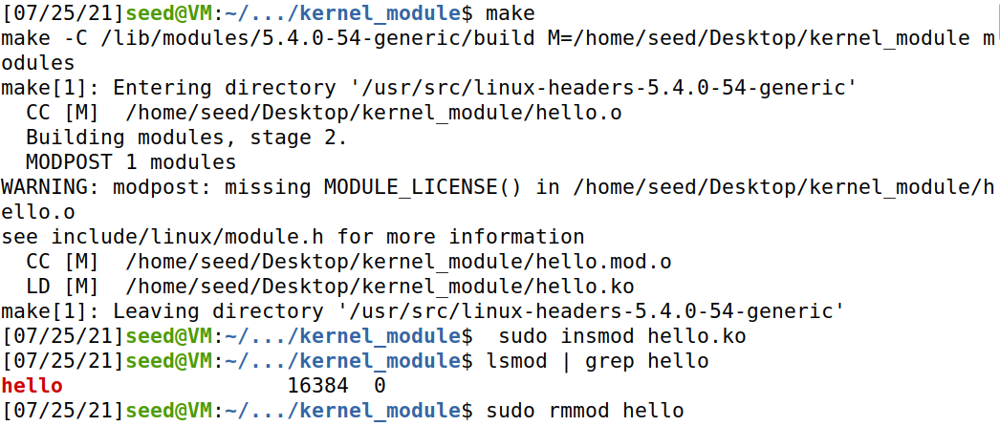 [07/25/21]seed@VM:~/.../kernel_module$ make
make -C /lib/modules/5.4.0-54-generic/build M=/home/seed/Desktop/kernel_module m
odules
make[1]: Entering directory '/usr/src/linux-headers-5.4.0-54-generic'
  CC [M]  /home/seed/Desktop/kernel_module/hello.o
  Building modules, stage 2.
  MODPOST 1 modules
WARNING: modpost: missing MODULE_LICENSE() in /home/seed/Desktop/kernel_module/h
ello.o
see include/linux/module.h for more information
  CC [M]  /home/seed/Desktop/kernel_module/hello.mod.o
  LD [M]  /home/seed/Desktop/kernel_module/hello.ko
make[1]: Leaving directory '/usr/src/linux-headers-5.4.0-54-generic'
[07/25/21]seed@VM:~/.../kernel_module$  sudo insmod hello.ko
[07/25/21]seed@VM:~/.../kernel_module$ lsmod | grep hello
hello                  16384  0
[07/25/21]seed@VM:~/.../kernel_module$ sudo rmmod hello